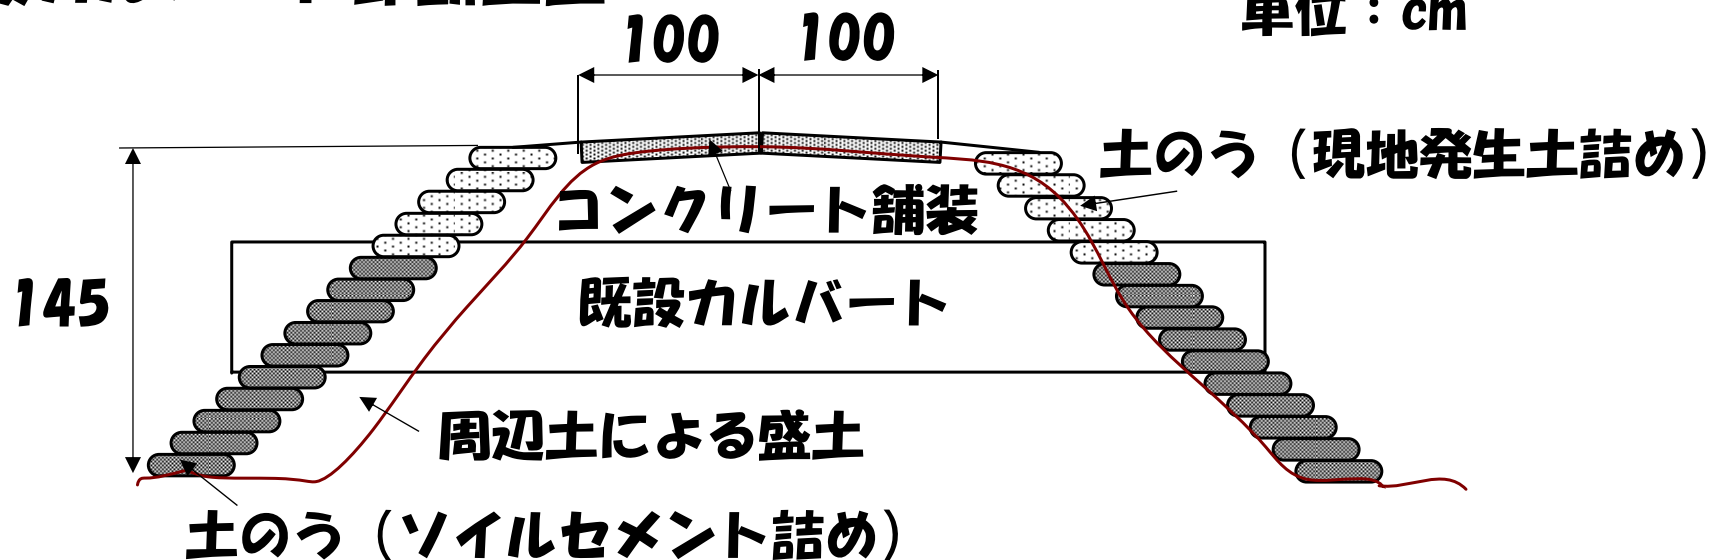 単位：cm
100
100
土のう（現地発生土詰め）
コンクリート舗装
145
既設カルバート
周辺土による盛土
土のう（ソイルセメント詰め）